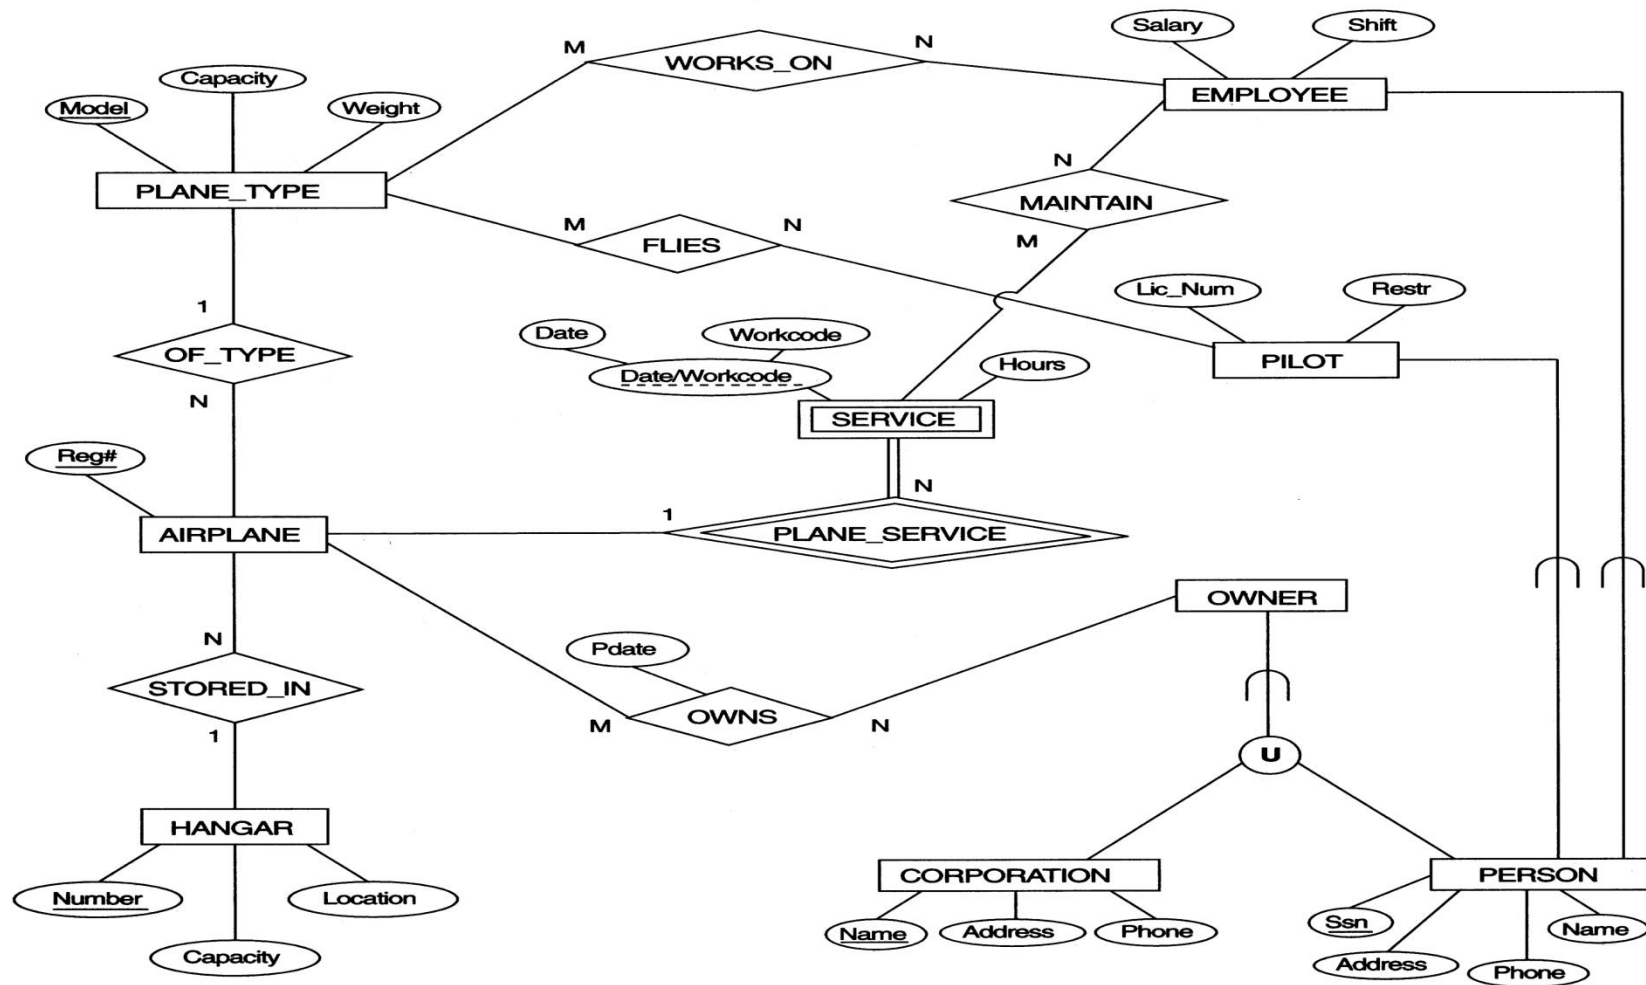 Salary
Shift
M
WORKS_ON
N
Capacity
EMPLOYEE
Model
Weight
PLANE_TYPE
N
MAINTAIN
M
FLIES
N
M
Lic_Num
Restr
1
Date
Workcode
OF_TYPE
Date/Workcode
Hours
PILOT
N
SERVICE
Reg#
N
1
AIRPLANE
PLANE_SERVICE
OWNER
N
Pdate
STORED_IN
OWNS
M
N
1
U
HANGAR
CORPORATION
PERSON
Number
Location
Ssn
Name
Name
Address
Phone
Capacity
Address
Phone